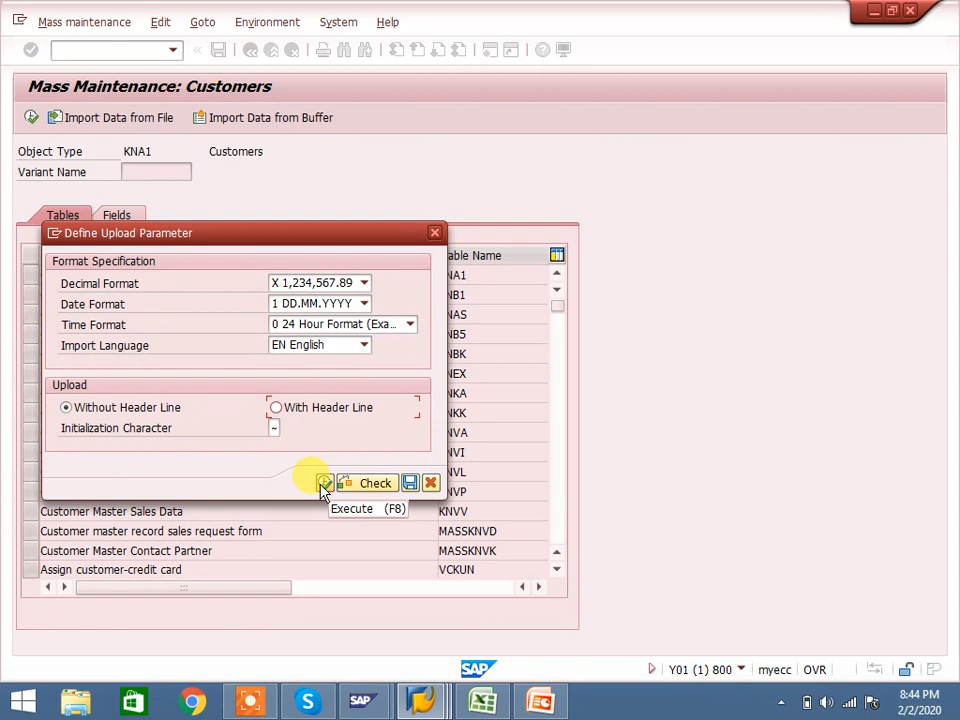 Mass maintenance Edit Goto Environment System Help
Mass Maintenance: Customers
Import Data from File Import Data from Buffer
Object Type KNA1 Customers
Variant Name
Tables Fields
Define Upload Parameter
Format Specification
Decimal Format X 1,234,567.89
Date Format 1 DD.MM.YYYY
Time Format 0 24 Hour Format (Exa...
Import Language EN English
Upload
Without Header Line With Header Line
Initialization Character ~
Check
Execute (F8)
able Name
NA1
NB1
NAS
NB5
NBK
NEX
NKA
NKK
NVA
NVI
NVL
NVP
Customer Master Sales Data KNVV
Customer master record sales request form MASSKNVD
Customer Master Contact Partner MASSKNVK
Assign customer-credit card VCKUN
SAP
Y01 (1) 800 myecc OVR
SAP
8:44 PM
2/2/2020